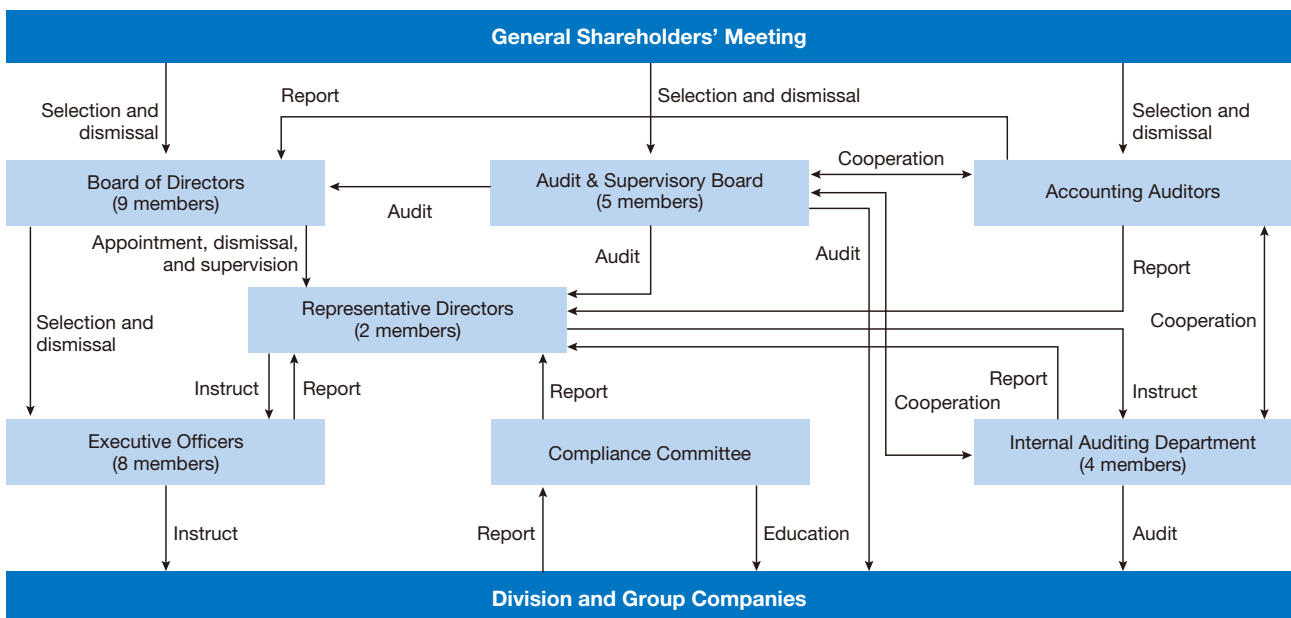 General Shareholders' Meeting
Selection and
dismissal
Report
Selection and dismissal
Selection and
dismissal
Board of Directors
(9 members)
Audit
Audit & Supervisory Board
(5 members)
Cooperation
Accounting Auditors
Appointment, dismissal,
and supervision
Audit
Audit
Report
Selection and
dismissal
Representative Directors
(2 members)
Cooperation
Instruct
Report
Report
Cooperation
Report
Instruct
Executive Officers
(8 members)
Compliance Committee
Internal Auditing Department
(4 members)
Instruct
Report
Education
Audit
Division and Group Companies